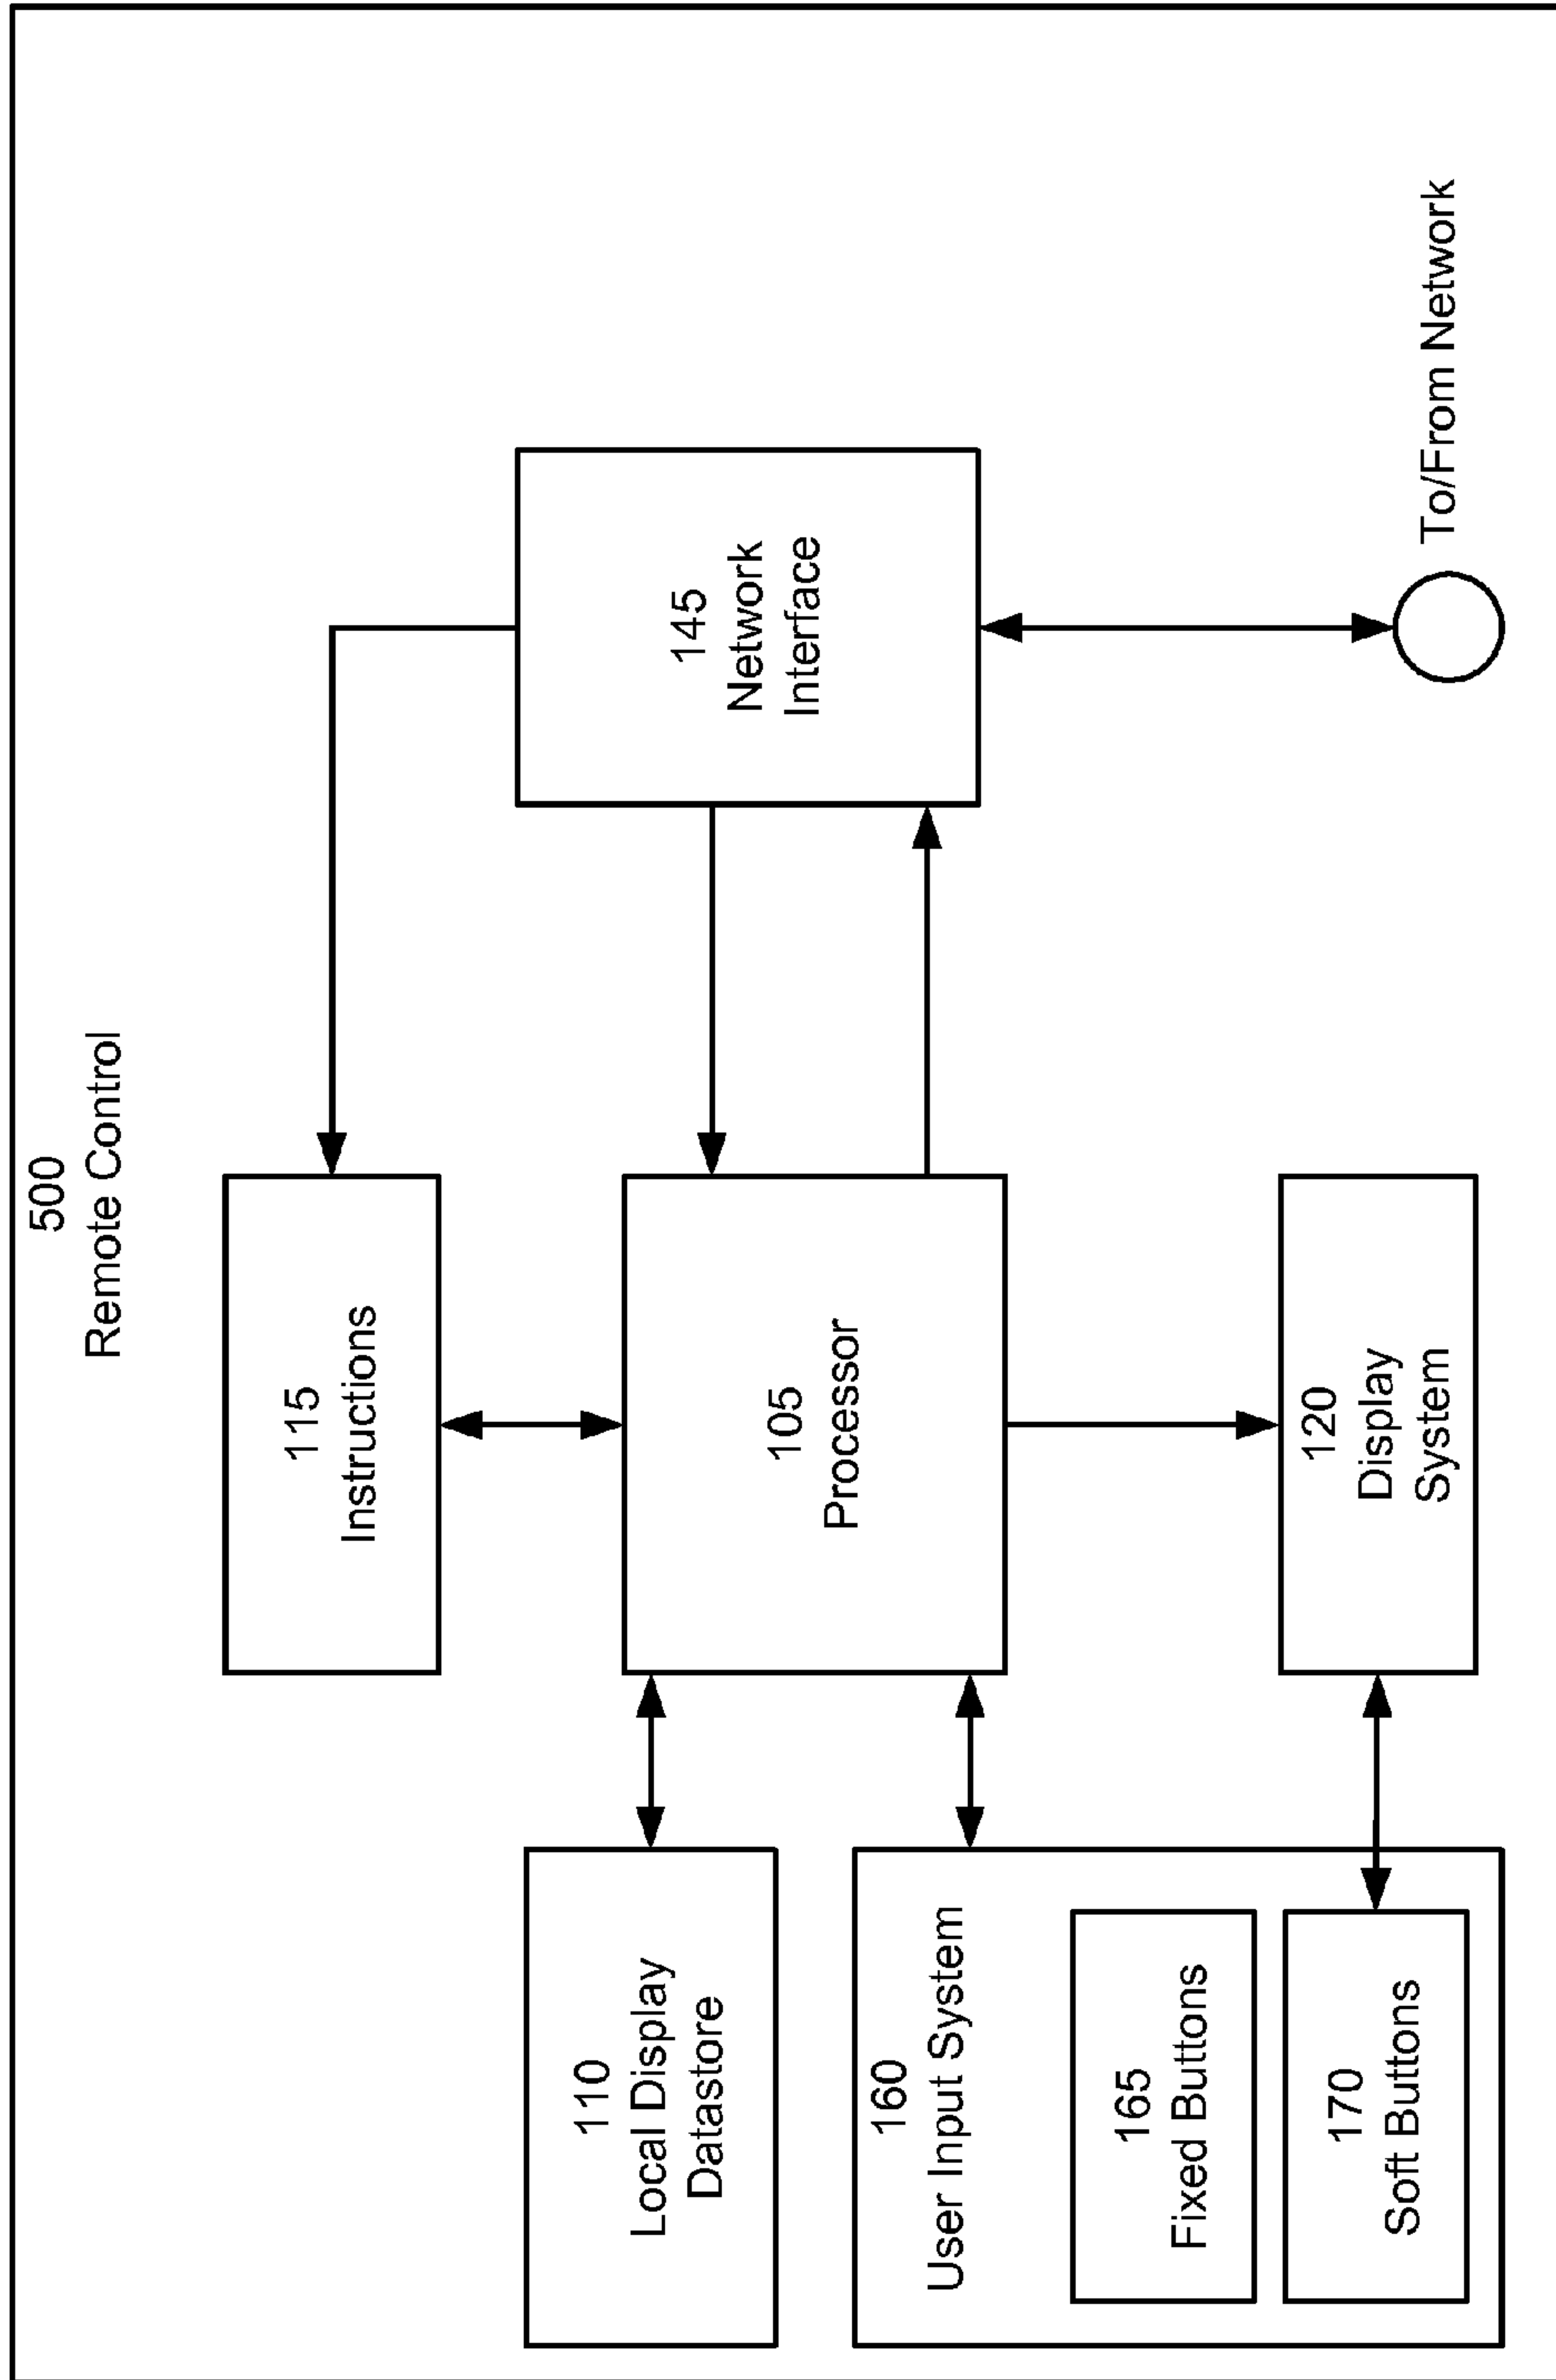 500
Remote Control
110
Local Display
Datastore
115
Instructions
145
Network
Interface
105
Processor
160
User Input System
165
Fixed Buttons
170
Soft Buttons
120
Display
System
To/From Network